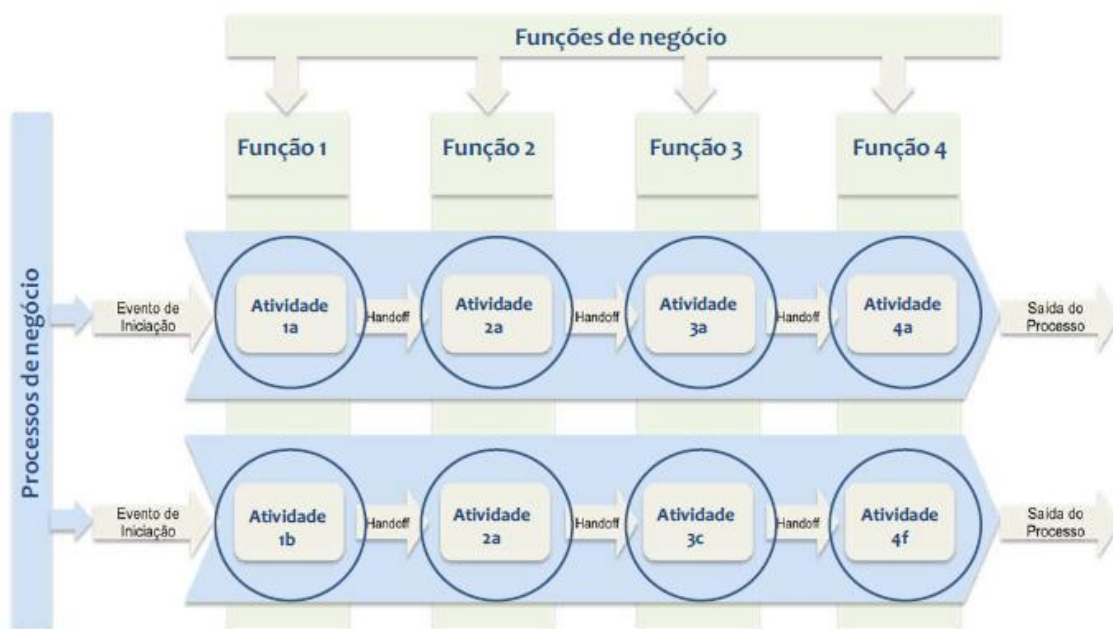 Funções de negócio
Função 1
Função 2
Função 3
Função 4
Processos de negócio
Evento de
Iniciação
Atividade
1a
Handoff
Atividade
2a
Handoff
Atividade
3a
Handoff
Atividade
4a
Saída do
Processo
Evento de
Iniciação
Atividade
1b
Handoff
Atividade
2a
Handoff
Atividade
3c
Handoff
Atividade
4f
Saída do
Processo